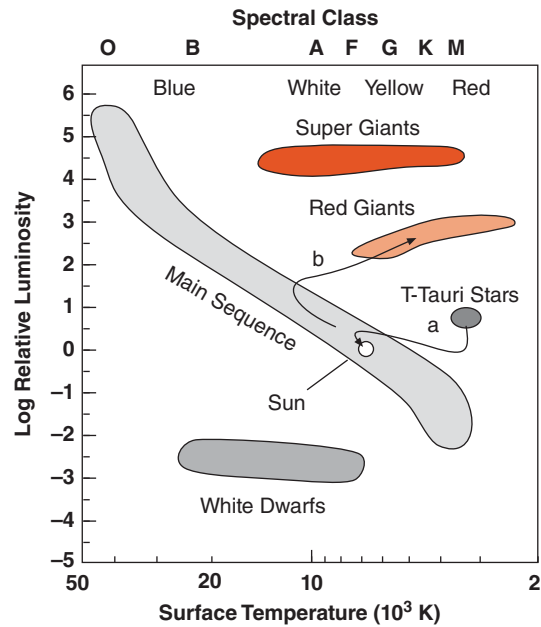 Spectral Class
O B A F G K M
Blue White Yellow Red
6
Super Giants
5
4
Red Giants
3
b
2
T-Tauri Stars
1
a
Main Sequence
0
Log Relative Luminosity
–1
Sun
–2
–3
White Dwarfs
–4
–5
50 20 10 2
Surface Temperature (10³ K)